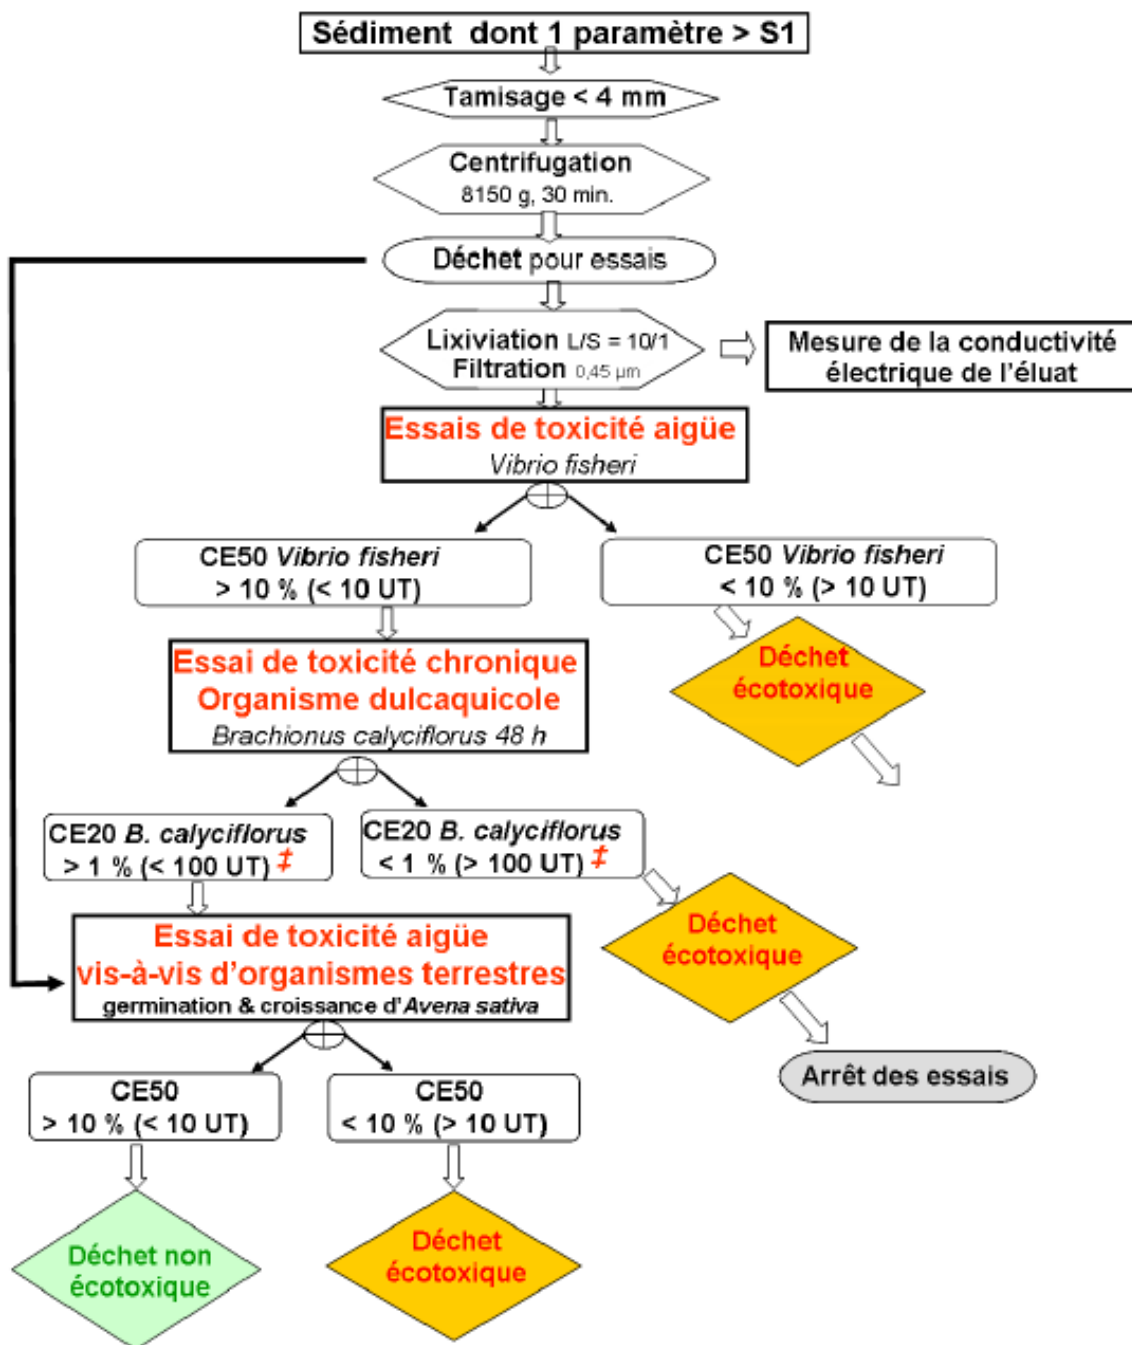 Sédiment dont 1 paramètre > S1
Tamisage < 4 mm
Centrifugation
8150 g, 30 min.
Déchet pour essais
Lixiviation L/S = 10/1
Filtration 0,45 µm
Mesure de la conductivité
électrique de l'éluat
Essais de toxicité aigüe
Vibrio fisheri
CE50 Vibrio fisheri
> 10 % (< 10 UT)
CE50 Vibrio fisheri
< 10 % (> 10 UT)
Déchet
écotoxique
Essai de toxicité chronique
Organisme dulcaquicole
Brachionus calyciflorus 48 h
CE20 B. calyciflorus
> 1 % (< 100 UT) ‡
CE20 B. calyciflorus
< 1 % (> 100 UT) ‡
Déchet
écotoxique
Arrêt des essais
Essai de toxicité aigüe
vis-à-vis d'organismes terrestres
germination & croissance d'Avena sativa
CE50
> 10 % (< 10 UT)
CE50
< 10 % (> 10 UT)
Déchet non
écotoxique
Déchet
écotoxique